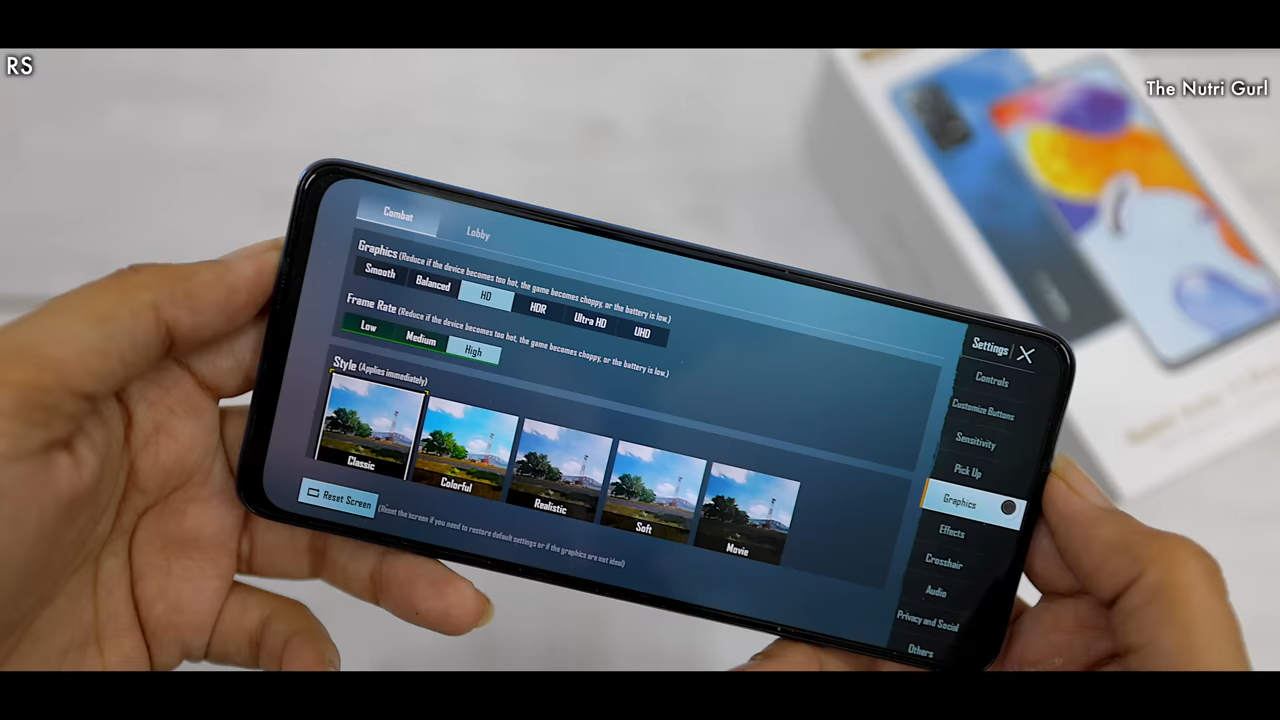 RS
The Nutri Gurl
Combat
Lobby
Graphics (Reduce if the device becomes too hot, the game becomes choppy, or the battery is low.)
Smooth
Balanced
HD
HDR
Ultra HD
UHD
Frame Rate (Reduce if the device becomes too hot, the game becomes choppy, or the battery is low.)
Low
Medium
High
Style (Applies immediately)
Classic
Colorful
Realistic
Soft
Movie
Reset Screen
(Reset the screen if you need to restore default settings or if the graphics are not ideal)
Settings
Controls
Customize Buttons
Sensitivity
Pick Up
Graphics
Effects
Crosshair
Audio
Privacy and Social
Others